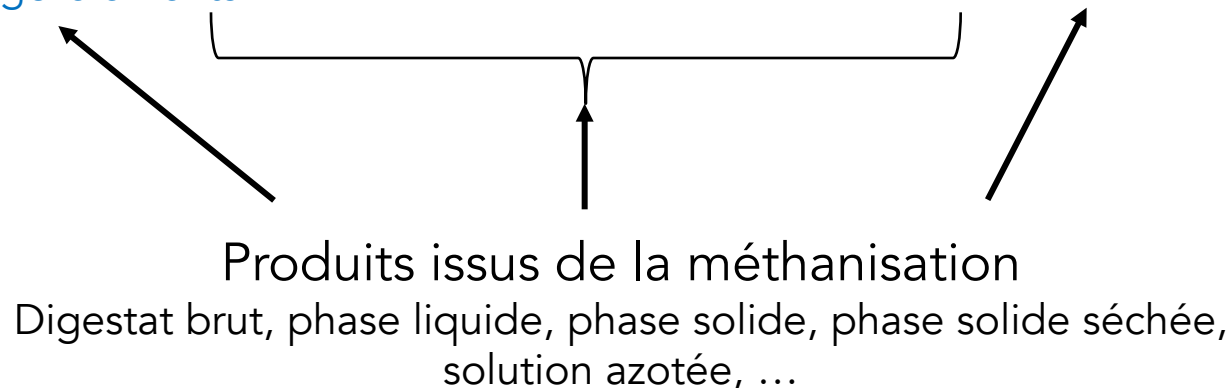 Produits issus de la méthanisation
Digestat brut, phase liquide, phase solide, phase solide séchée,
solution azotée, …